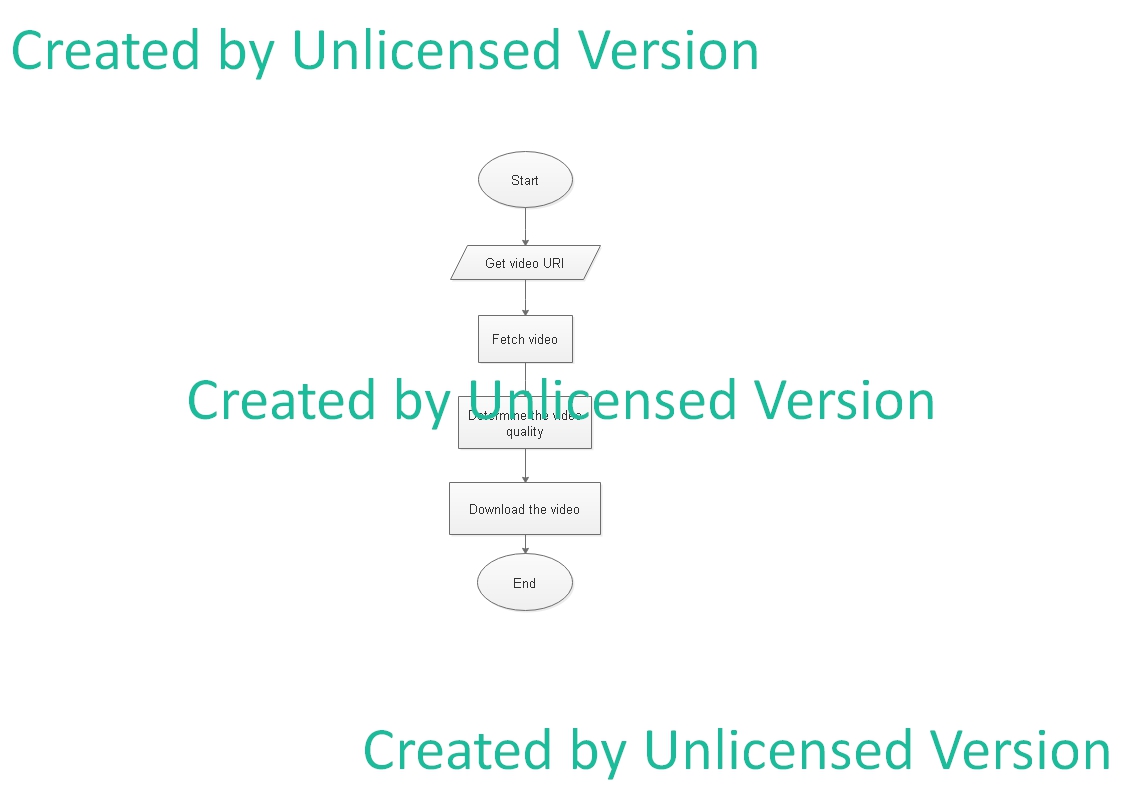 Created by Unlicensed Version
Start
Get video URI
Fetch video
Created by Unlicensed Version
Determine the video
quality
Download the video
End
Created by Unlicensed Version